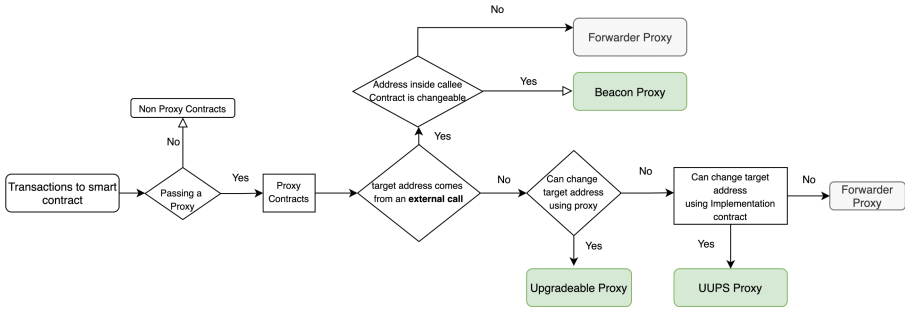 No
Forwarder Proxy
Address inside callee
Contract is changeable
Yes
Beacon Proxy
Non Proxy Contracts
No
Yes
Transactions to smart
contract
Passing a
Proxy
Yes
Proxy
Contracts
target address comes
from an external call
No
Can change
target address
using proxy
No
Can change target
address
using Implementation
contract
No
Forwarder
Proxy
Yes
Yes
Upgradeable Proxy
UUPS Proxy